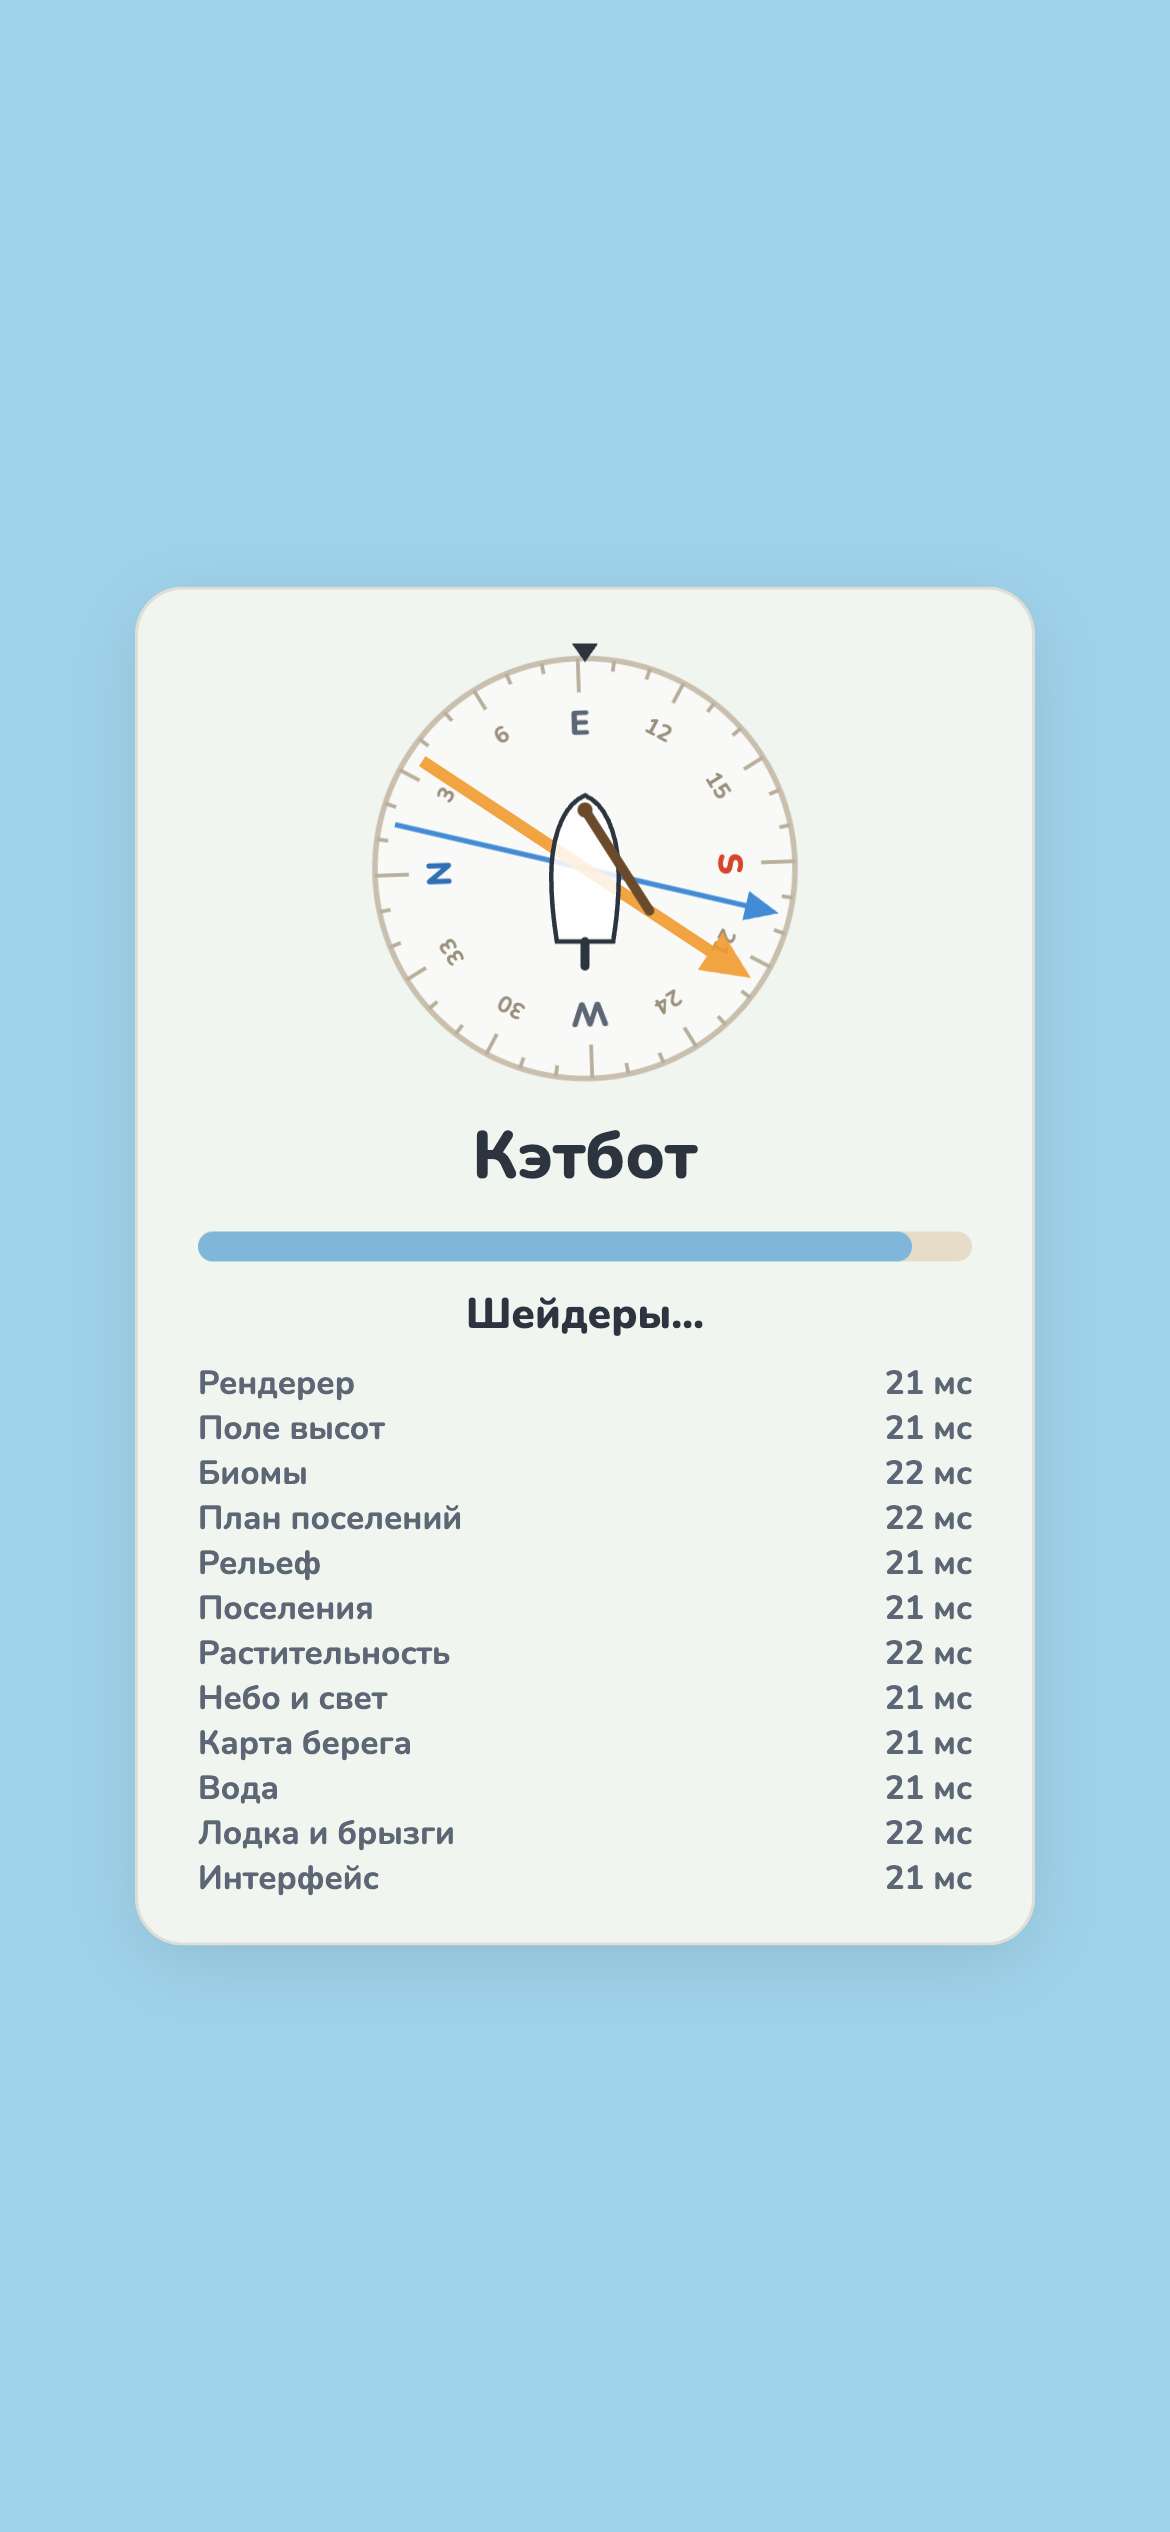 E
6
12
3
15
N
S
33
30
24
W
Кэтбот
Шейдеры...
Рендерер 21 мс
Поле высот 21 мс
Биомы 22 мс
План поселений 22 мс
Рельеф 21 мс
Поселения 21 мс
Растительность 22 мс
Небо и свет 21 мс
Карта берега 21 мс
Вода 21 мс
Лодка и брызги 22 мс
Интерфейс 21 мс